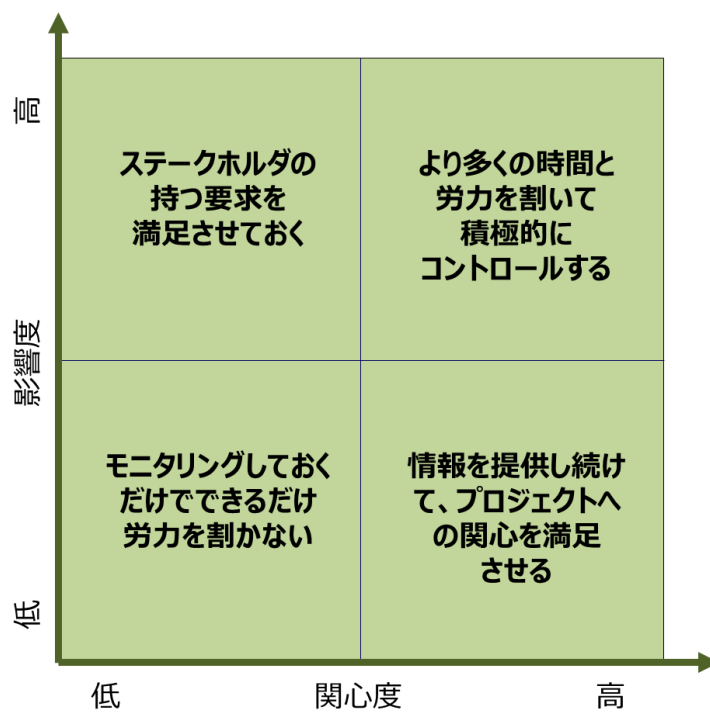 高
ステークホルダの
持つ要求を
満足させておく
より多くの時間と
労力を割いて
積極的に
コントロールする
影響度
モニタリングしておく
だけでできるだけ
労力を割かない
情報を提供し続け
て、プロジェクトへ
の関心を満足
させる
低
低
関心度
高